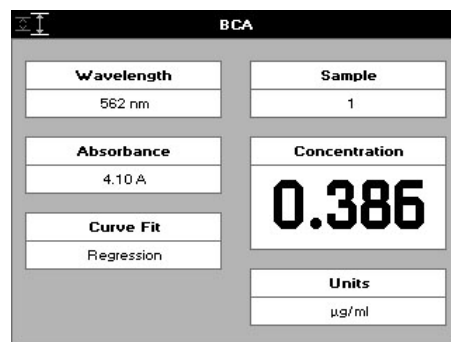 BCA
Wavelength
562 nm
Absorbance
4.10 A
Curve Fit
Regression
Sample
1
Concentration
0.386
Units
µg/ml